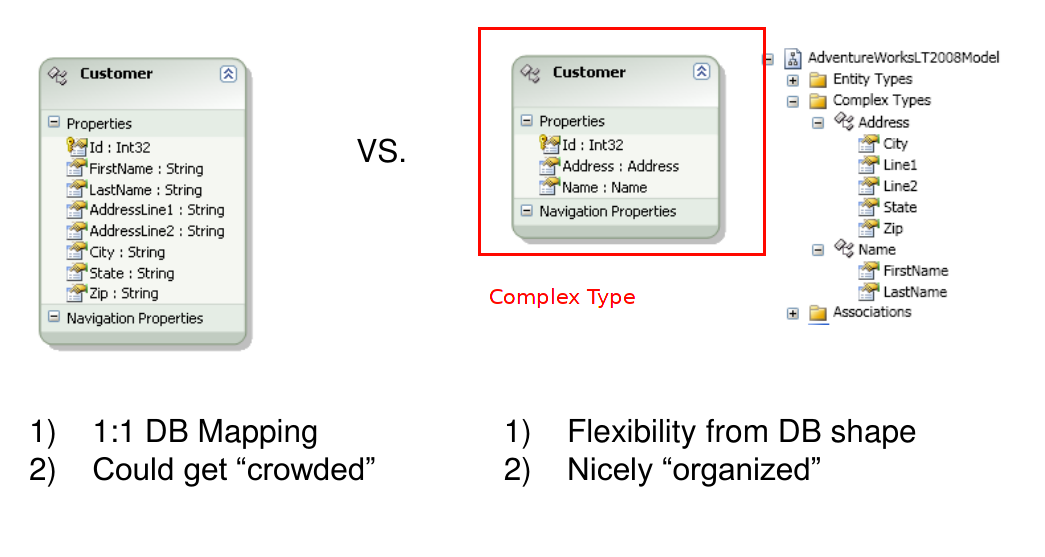 Customer
Properties
Id : Int32
FirstName : String
LastName : String
AddressLine1 : String
AddressLine2 : String
City : String
State : String
Zip : String
Navigation Properties
VS.
Customer
Properties
Id : Int32
Address : Address
Name : Name
Navigation Properties
Complex Type
AdventureWorksLT2008Model
Entity Types
Complex Types
Address
City
Line1
Line2
State
Zip
Name
FirstName
LastName
Associations
1) 1:1 DB Mapping
2) Could get “crowded”
1) Flexibility from DB shape
2) Nicely “organized”